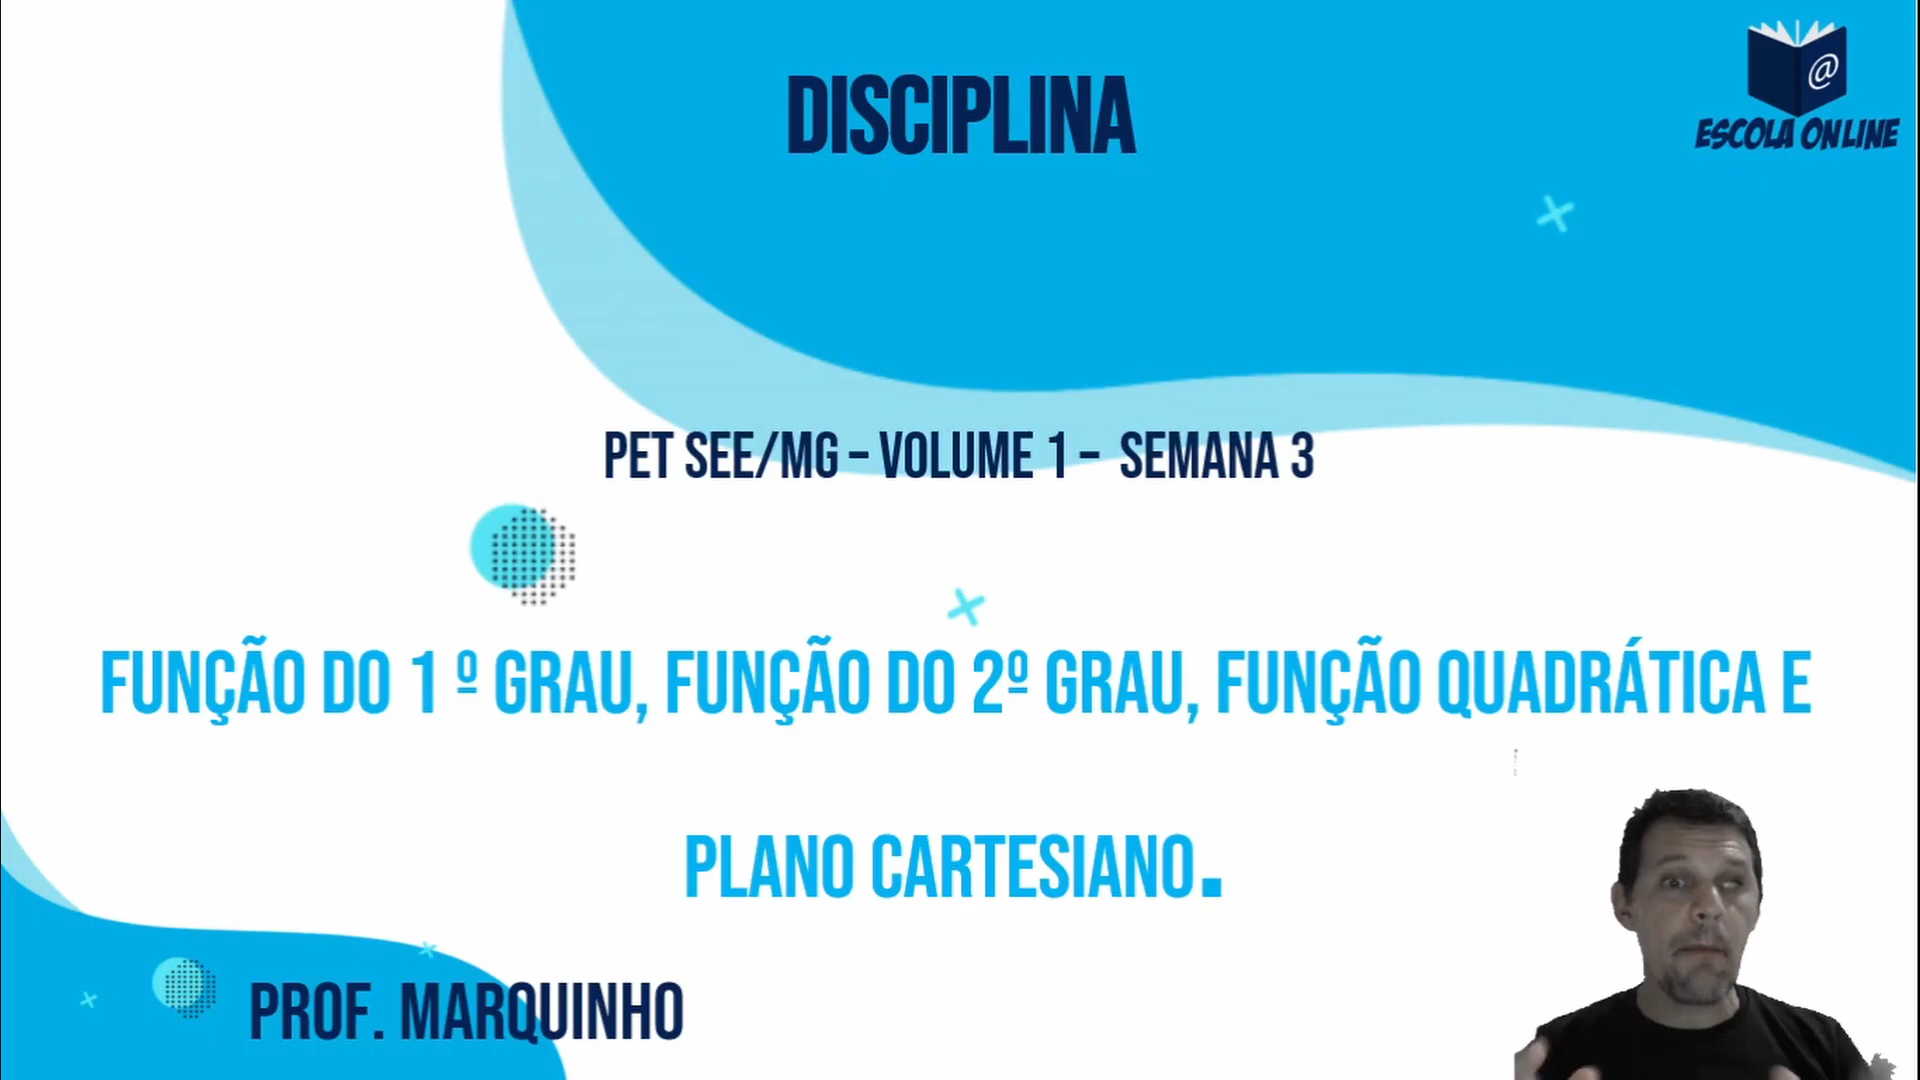 DISCIPLINA
@
ESCOLA ONLINE
PET SEE/MG – VOLUME 1 – SEMANA 3
FUNÇÃO DO 1 º GRAU, FUNÇÃO DO 2º GRAU, FUNÇÃO QUADRÁTICA E
PLANO CARTESIANO.
PROF. MARQUINHO